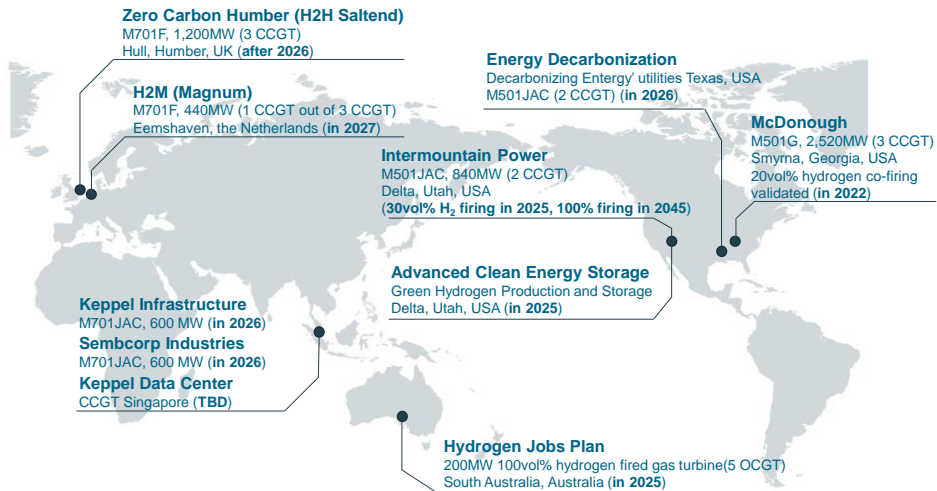 Zero Carbon Humber (H2H Saltend)
M701F, 1,200MW (3 CCGT)
Hull, Humber, UK (after 2026)
H2M (Magnum)
M701F, 440MW (1 CCGT out of 3 CCGT)
Eemshaven, the Netherlands (in 2027)
Energy Decarbonization
Decarbonizing Entergy' utilities Texas, USA
M501JAC (2 CCGT) (in 2026)
McDonough
M501G, 2,520MW (3 CCGT)
Smyrna, Georgia, USA
20vol% hydrogen co-firing
validated (in 2022)
Intermountain Power
M501JAC, 840MW (2 CCGT)
Delta, Utah, USA
(30vol% H₂ firing in 2025, 100% firing in 2045)
Advanced Clean Energy Storage
Green Hydrogen Production and Storage
Delta, Utah, USA (in 2025)
Keppel Infrastructure
M701JAC, 600 MW (in 2026)
Sembcorp Industries
M701JAC, 600 MW (in 2026)
Keppel Data Center
CCGT Singapore (TBD)
Hydrogen Jobs Plan
200MW 100vol% hydrogen fired gas turbine(5 OCGT)
South Australia, Australia (in 2025)